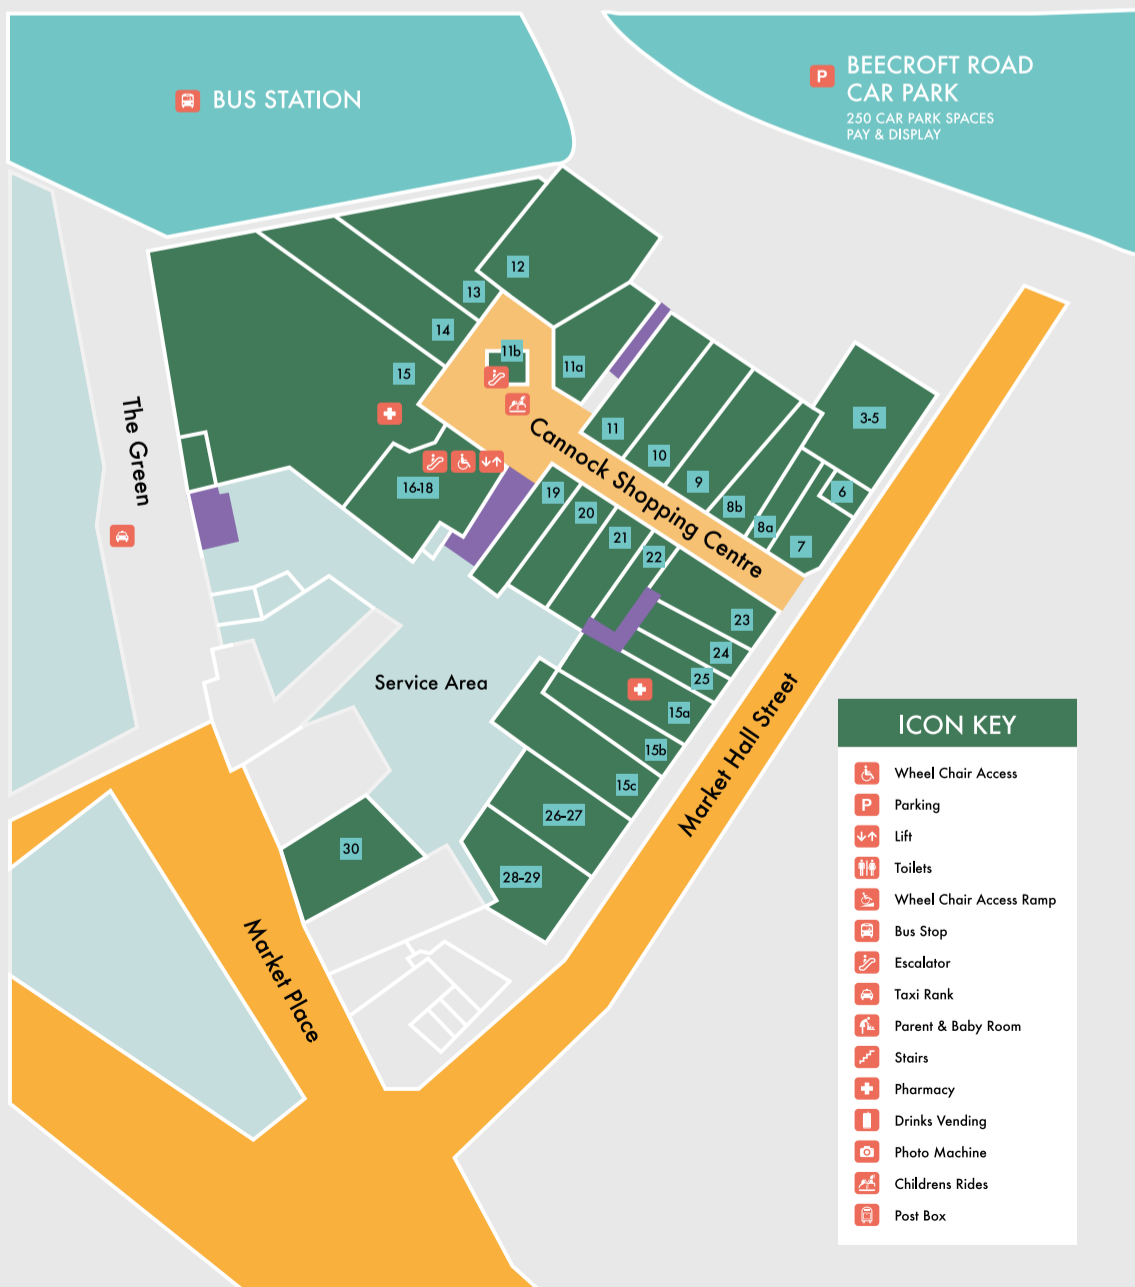 BUS STATION
P
BEECROFT ROAD
CAR PARK
250 CAR PARK SPACES
PAY & DISPLAY
12
13
14
11b
11a
15
11
3-5
10
9
6
16-18
19
8b
20
8a
21
7
22
Cannock Shopping Centre
The Green
23
24
25
Service Area
15a
15b
15c
Market Hall Street
26-27
30
28-29
Market Place
ICON KEY
Wheel Chair Access
P Parking
Lift
Toilets
Wheel Chair Access Ramp
Bus Stop
Escalator
Taxi Rank
Parent & Baby Room
Stairs
Pharmacy
Drinks Vending
Photo Machine
Childrens Rides
Post Box